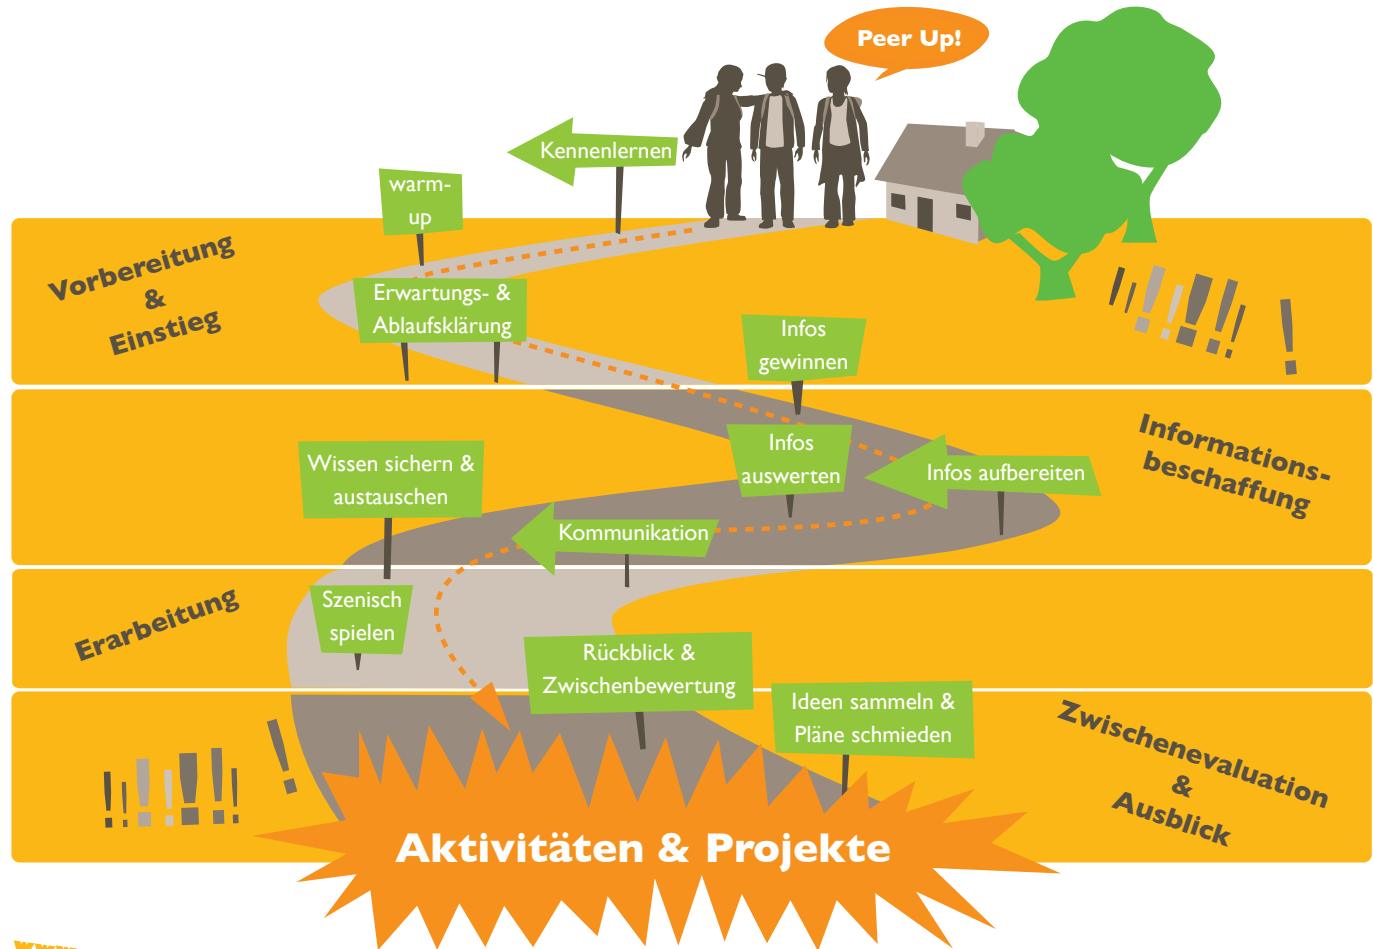 Peer Up!
Kennenlernen
warm-
up
Vorbereitung
&
Einstieg
Erwartungs- &
Ablaufsklärung
Infos
gewinnen
Informations-
beschaffung
Infos
auswerten
Infos aufbereiten
Wissen sichern &
austauschen
Kommunikation
Erarbeitung
Szenisch
spielen
Rückblick &
Zwischenbewertung
Ideen sammeln &
Pläne schmieden
Zwischenevaluation
&
Ausblick
Aktivitäten & Projekte